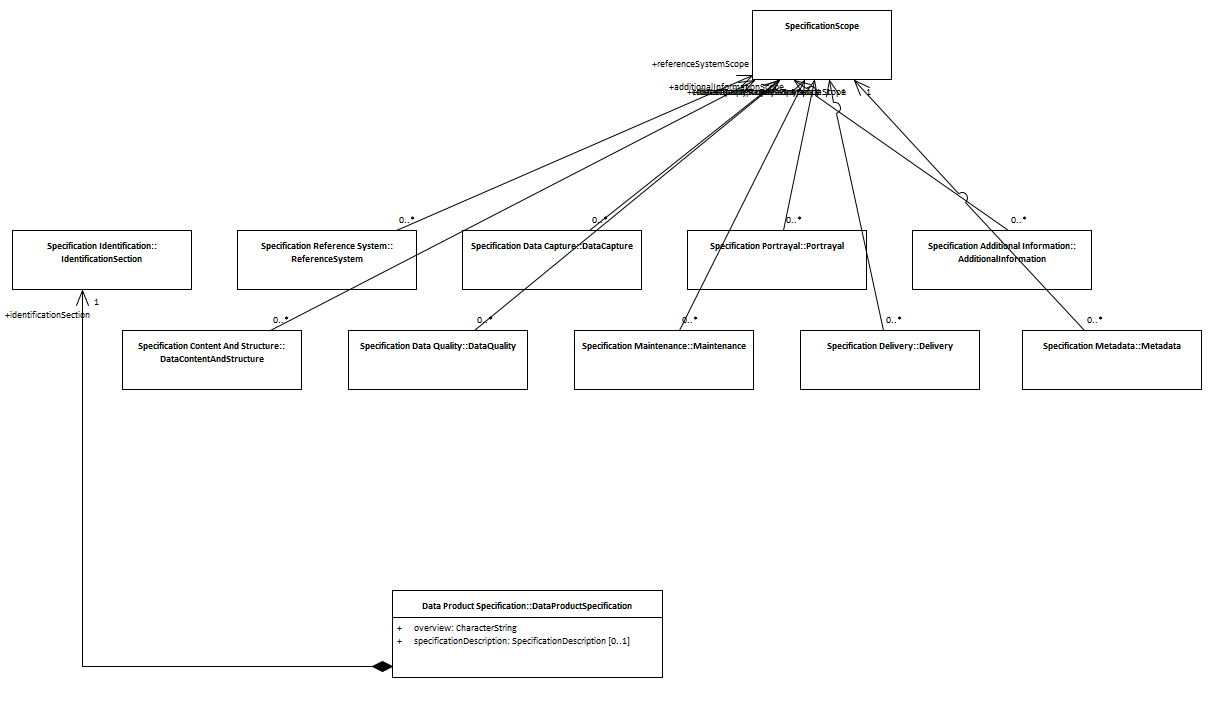 SpecificationScope
+referenceSystemScope
+additionalInformationScope
1
0..*
0..*
0..*
0..*
Specification Identification::
IdentificationSection
Specification Reference System::
ReferenceSystem
Specification Data Capture::DataCapture
Specification Portrayal::Portrayal
Specification Additional Information::
AdditionalInformation
1
+identificationSection
0..*
0..*
0..*
0..*
0..*
Specification Content And Structure::
DataContentAndStructure
Specification Data Quality::DataQuality
Specification Maintenance::Maintenance
Specification Delivery::Delivery
Specification Metadata::Metadata
Data Product Specification::DataProductSpecification
+ overview: CharacterString
+ specificationDescription: SpecificationDescription [0..1]